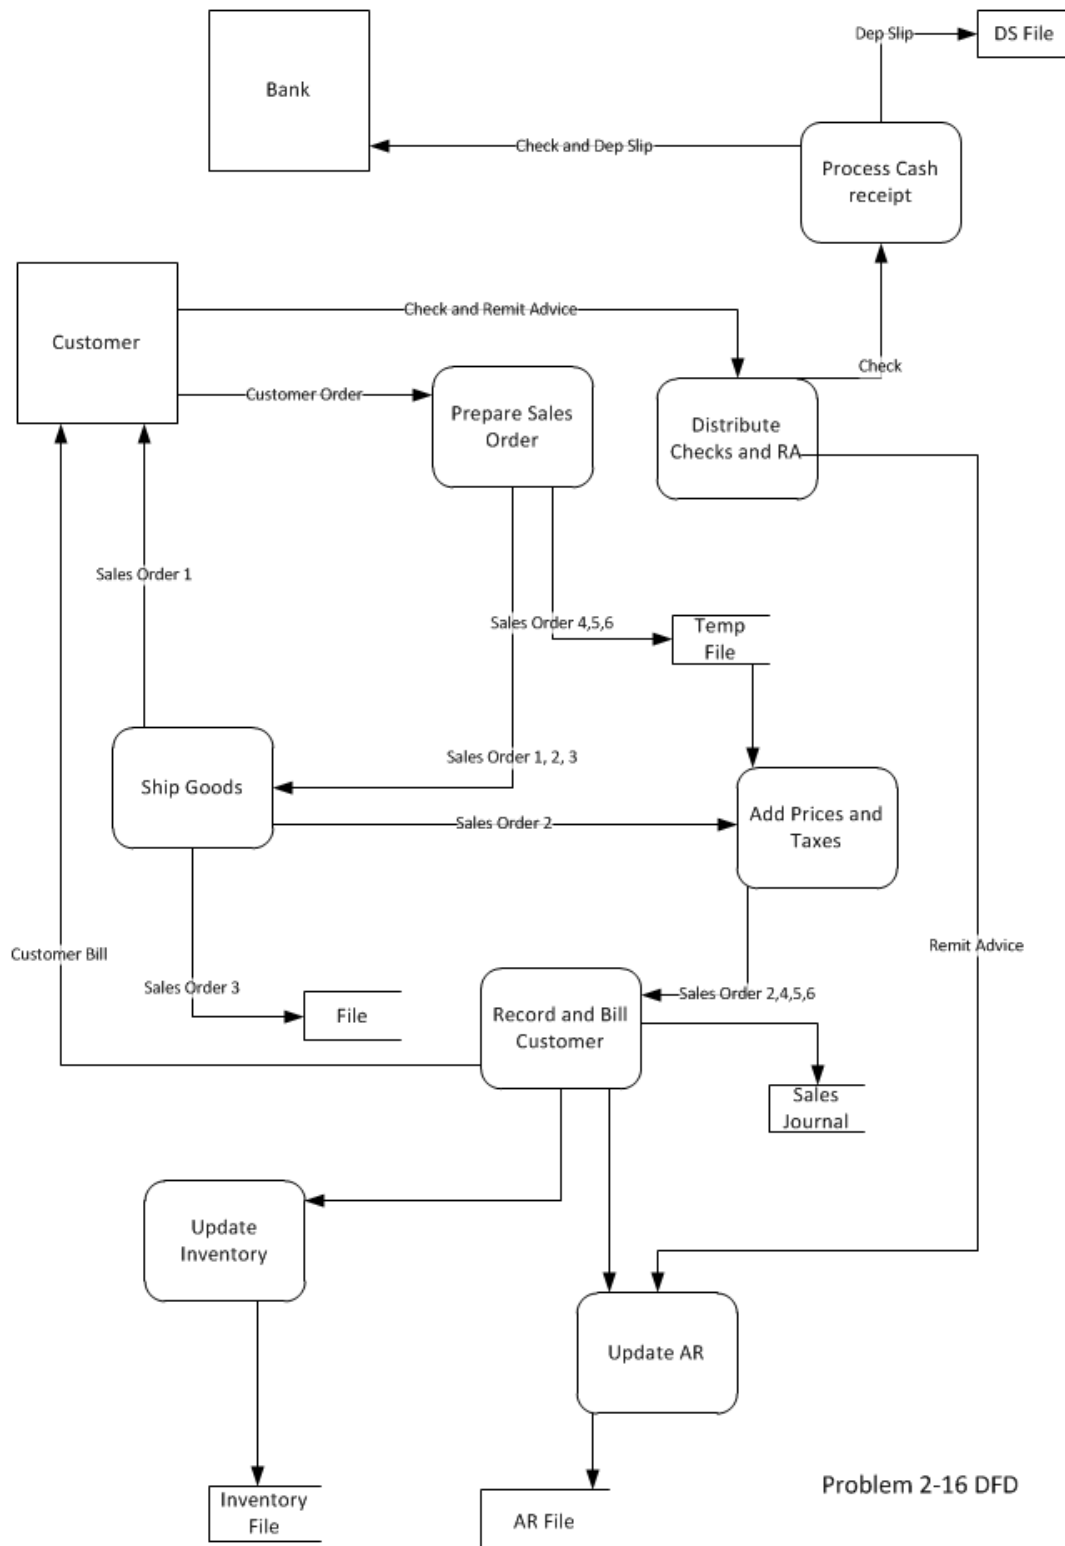 Dep Slip
DS File
Bank
Check and Dep Slip
Process Cash
receipt
Customer
Check and Remit Advice
Check
Customer Order
Prepare Sales
Order
Distribute
Checks and RA
Sales Order 1
Sales Order 4,5,6
Temp
File
Sales Order 1, 2, 3
Ship Goods
Sales Order 2
Add Prices and
Taxes
Customer Bill
Remit Advice
Sales Order 3
File
Record and Bill
Customer
Sales Order 2,4,5,6
Sales
Journal
Update
Inventory
Update AR
Inventory
File
AR File
Problem 2-16 DFD